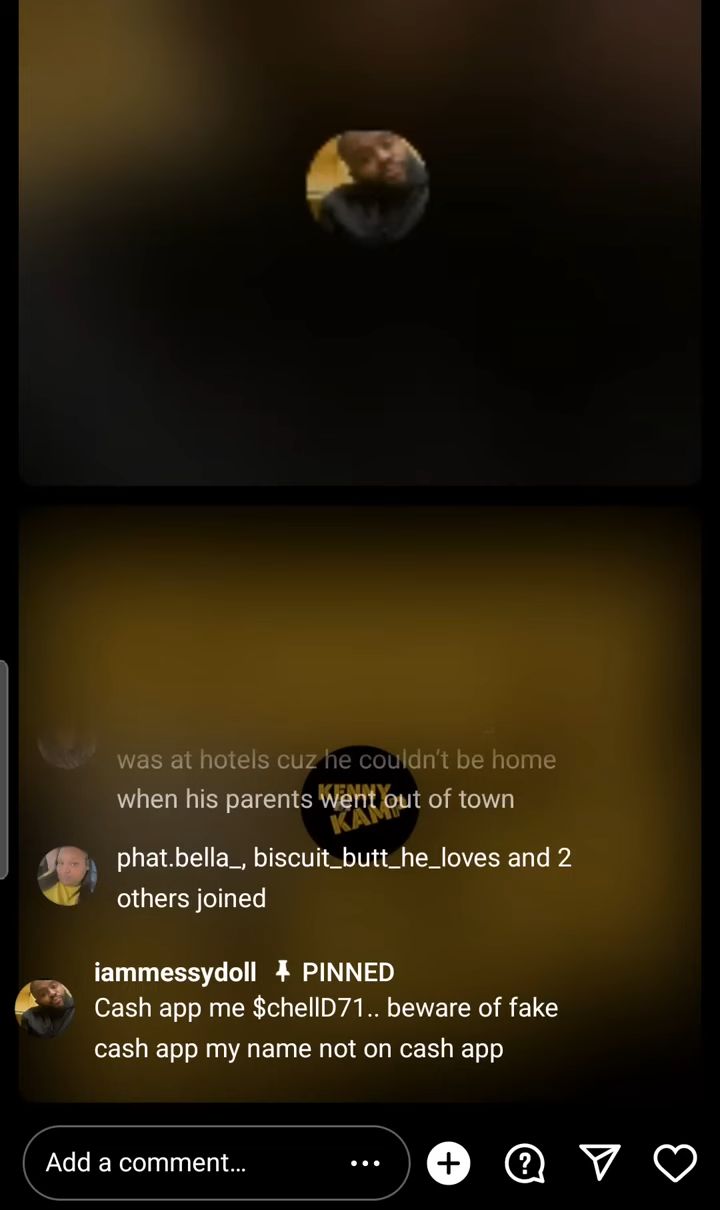 was at hotels cuz he couldn't be home
when his parents went out of town
KENNY
KAMP
phat.bella_, biscuit_butt_he_loves and 2
others joined
iammessydoll PINNED
Cash app me $chellD71.. beware of fake
cash app my name not on cash app
Add a comment...